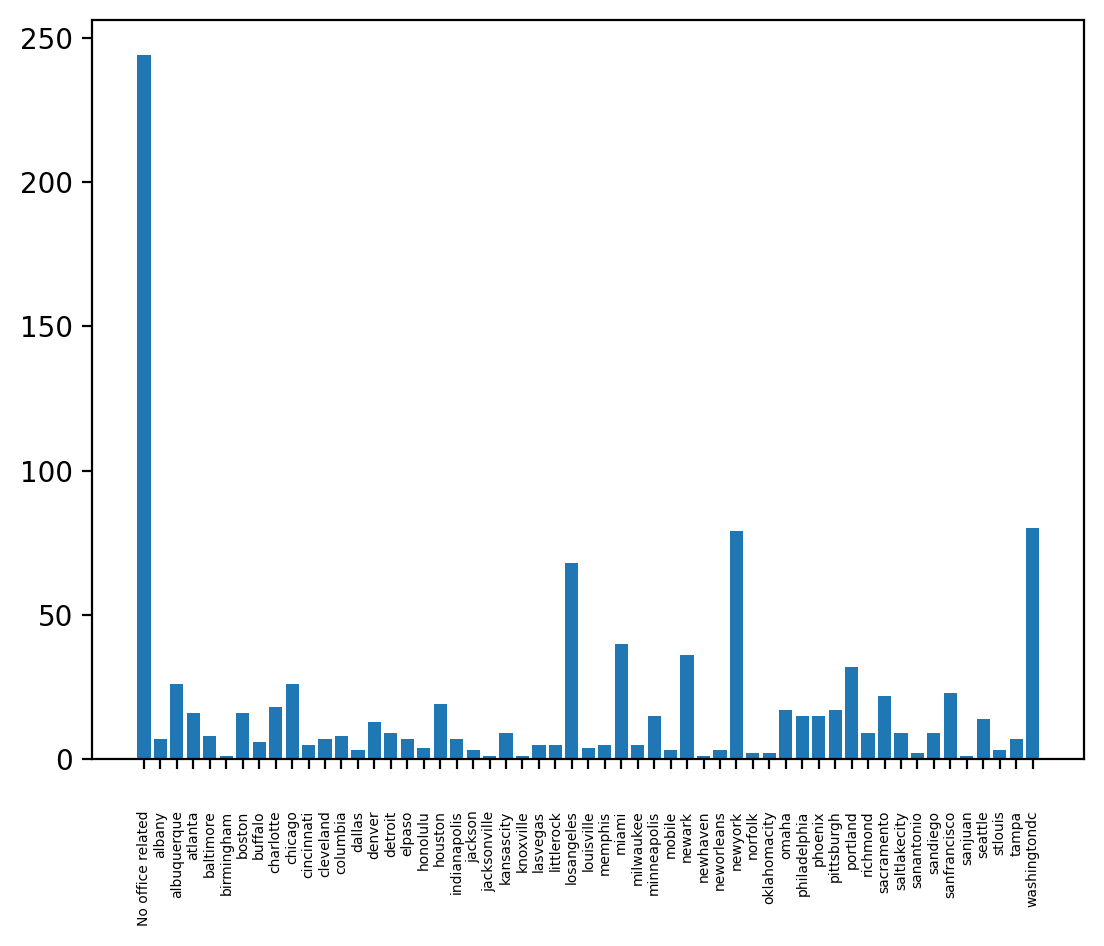 250
200
150
100
50
0
No office related
albany
albuquerque
atlanta
baltimore
birmingham
boston
buffalo
charlotte
chicago
cincinnati
cleveland
columbia
dallas
denver
detroit
elpaso
honolulu
houston
indianapolis
jackson
jacksonville
kansascity
knoxville
lasvegas
littlerock
losangeles
louisville
memphis
miami
milwaukee
minneapolis
mobile
newark
newhaven
neworleans
newyork
norfolk
oklahomacity
omaha
philadelphia
phoenix
pittsburgh
portland
richmond
sacramento
saltlakecity
sanantonio
sandiego
sanfrancisco
sanjuan
seattle
stlouis
tampa
washingtondc